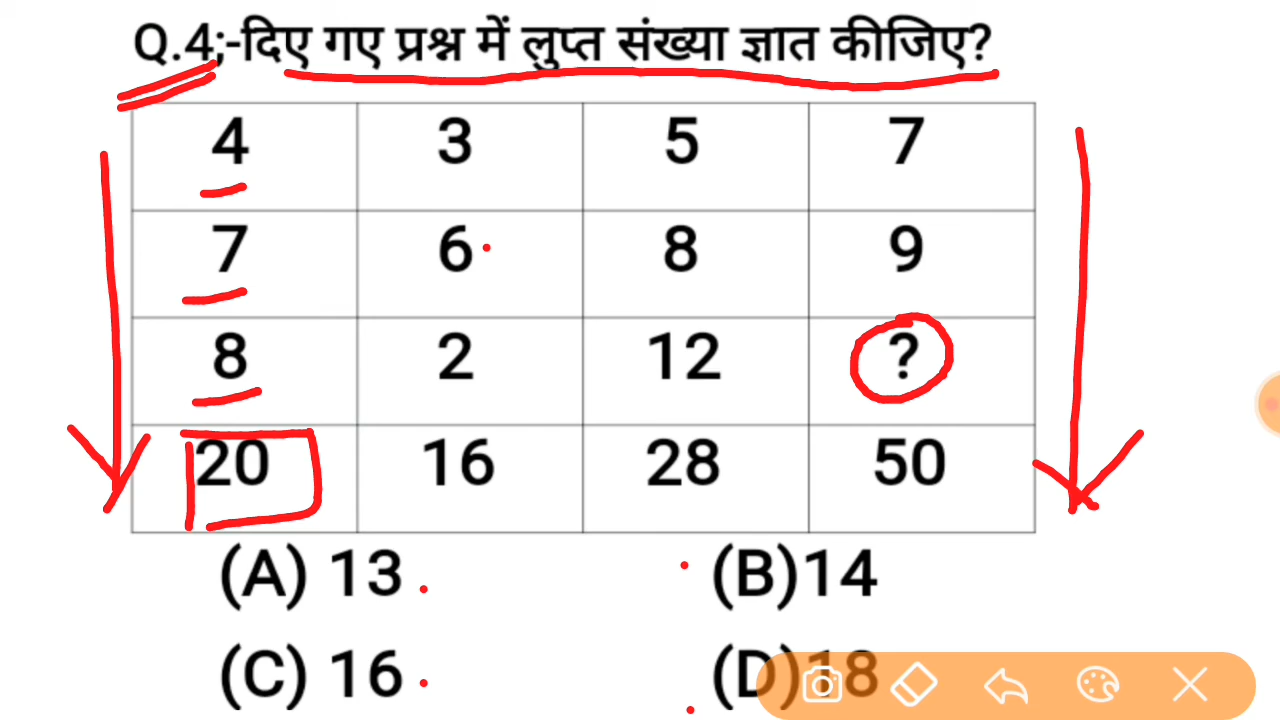 Q.4;-दिए गए प्रश्न में लुप्त संख्या ज्ञात कीजिए?
4 3 5 7
7 6 8 9
8 2 12 ?
20 16 28 50
(A) 13 (B)14
(C) 16 (D)18